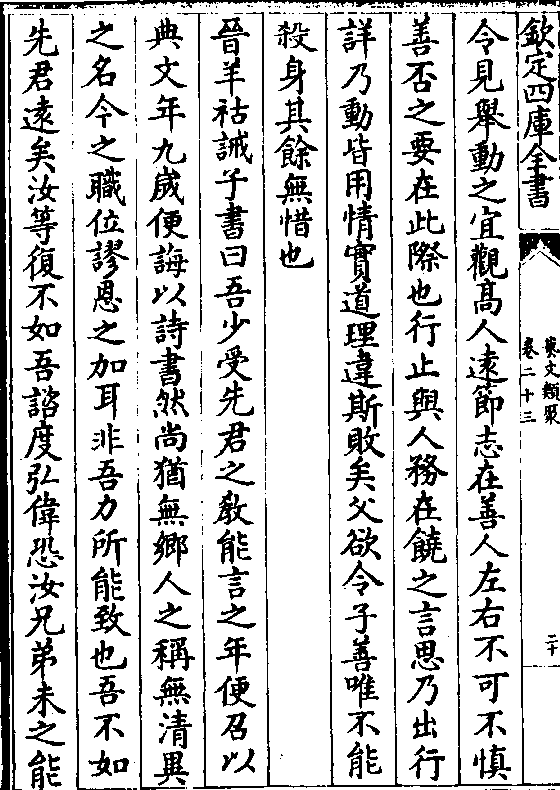 欽定四庫全書
藝文類聚
卷二十三
二十
令見舉動之宜觀髙人逺節志在善人左右不可不慎
善否之要在此際也行止與人務在饒之言思乃出行
詳乃動皆用情實道理違斯敗矣父欲令子善唯不能
殺身其餘無惜也
晉羊祜誡子書曰吾少受先君之敎能言之年便召以
典文年九嵗便誨以詩書然尚猶無鄉人之稱無清異
之名今之職位謬恩之加耳非吾力所能致也吾不如
先君逺矣汝等復不如吾諮度弘偉恐汝兄弟未之能